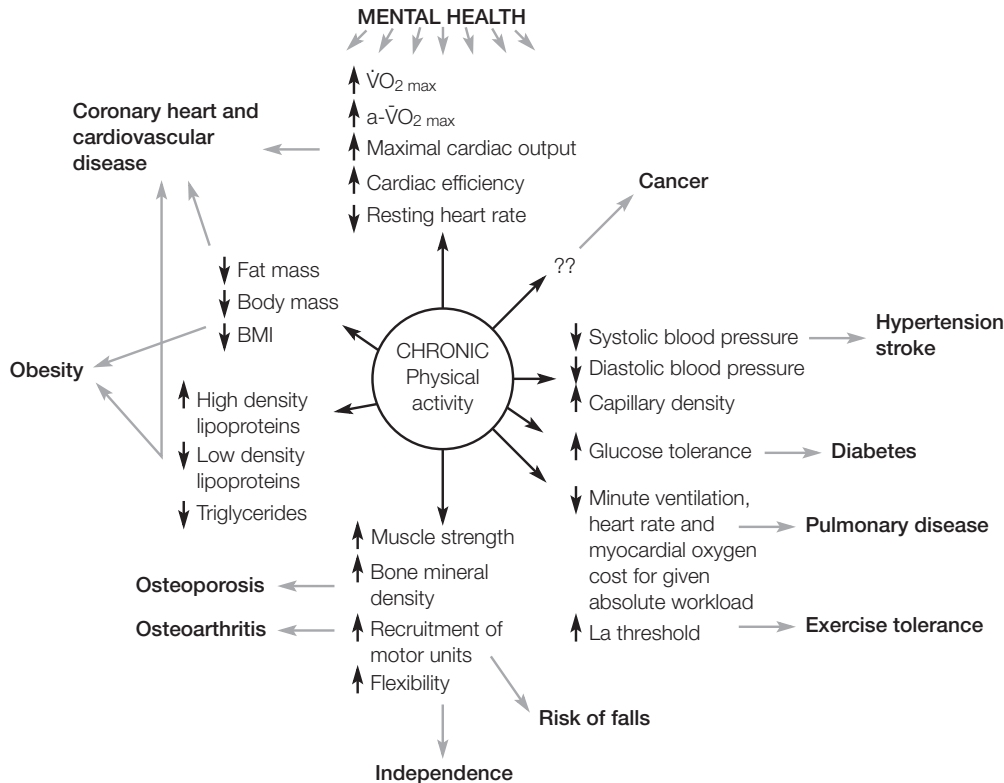 MENTAL HEALTH
V̇O2 max
a-V̄O2 max
Maximal cardiac output
Cardiac efficiency
Resting heart rate
Coronary heart and
cardiovascular
disease
Cancer
??
Fat mass
Body mass
BMI
Obesity
CHRONIC
Physical
activity
Systolic blood pressure
Diastolic blood pressure
Capillary density
Hypertension
stroke
High density
lipoproteins
Low density
lipoproteins
Triglycerides
Glucose tolerance
Diabetes
Minute ventilation,
heart rate and
myocardial oxygen
cost for given
absolute workload
Pulmonary disease
La threshold
Exercise tolerance
Muscle strength
Bone mineral
density
Recruitment of
motor units
Flexibility
Osteoporosis
Osteoarthritis
Risk of falls
Independence